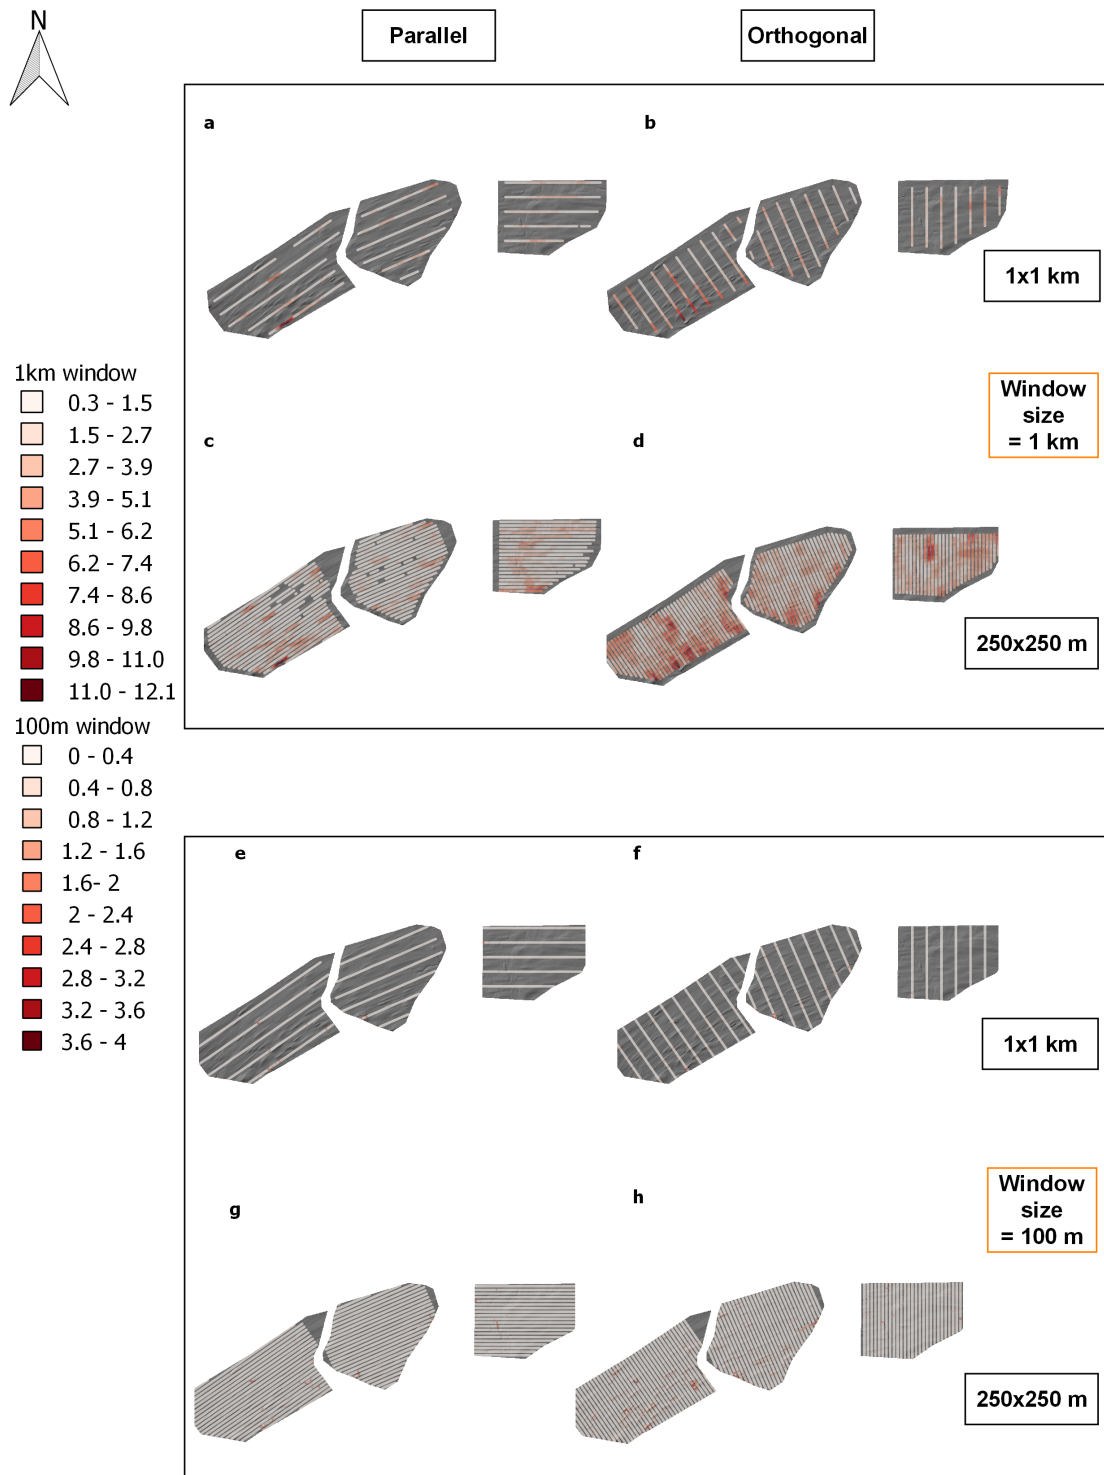 N
Parallel
Orthogonal
a
b
1x1 km
1km window
0.3 - 1.5
1.5 - 2.7
2.7 - 3.9
3.9 - 5.1
5.1 - 6.2
6.2 - 7.4
7.4 - 8.6
8.6 - 9.8
9.8 - 11.0
11.0 - 12.1
Window
size
= 1 km
c
d
250x250 m
100m window
0 - 0.4
0.4 - 0.8
0.8 - 1.2
1.2 - 1.6
1.6- 2
2 - 2.4
2.4 - 2.8
2.8 - 3.2
3.2 - 3.6
3.6 - 4
e
f
1x1 km
Window
size
= 100 m
g
h
250x250 m